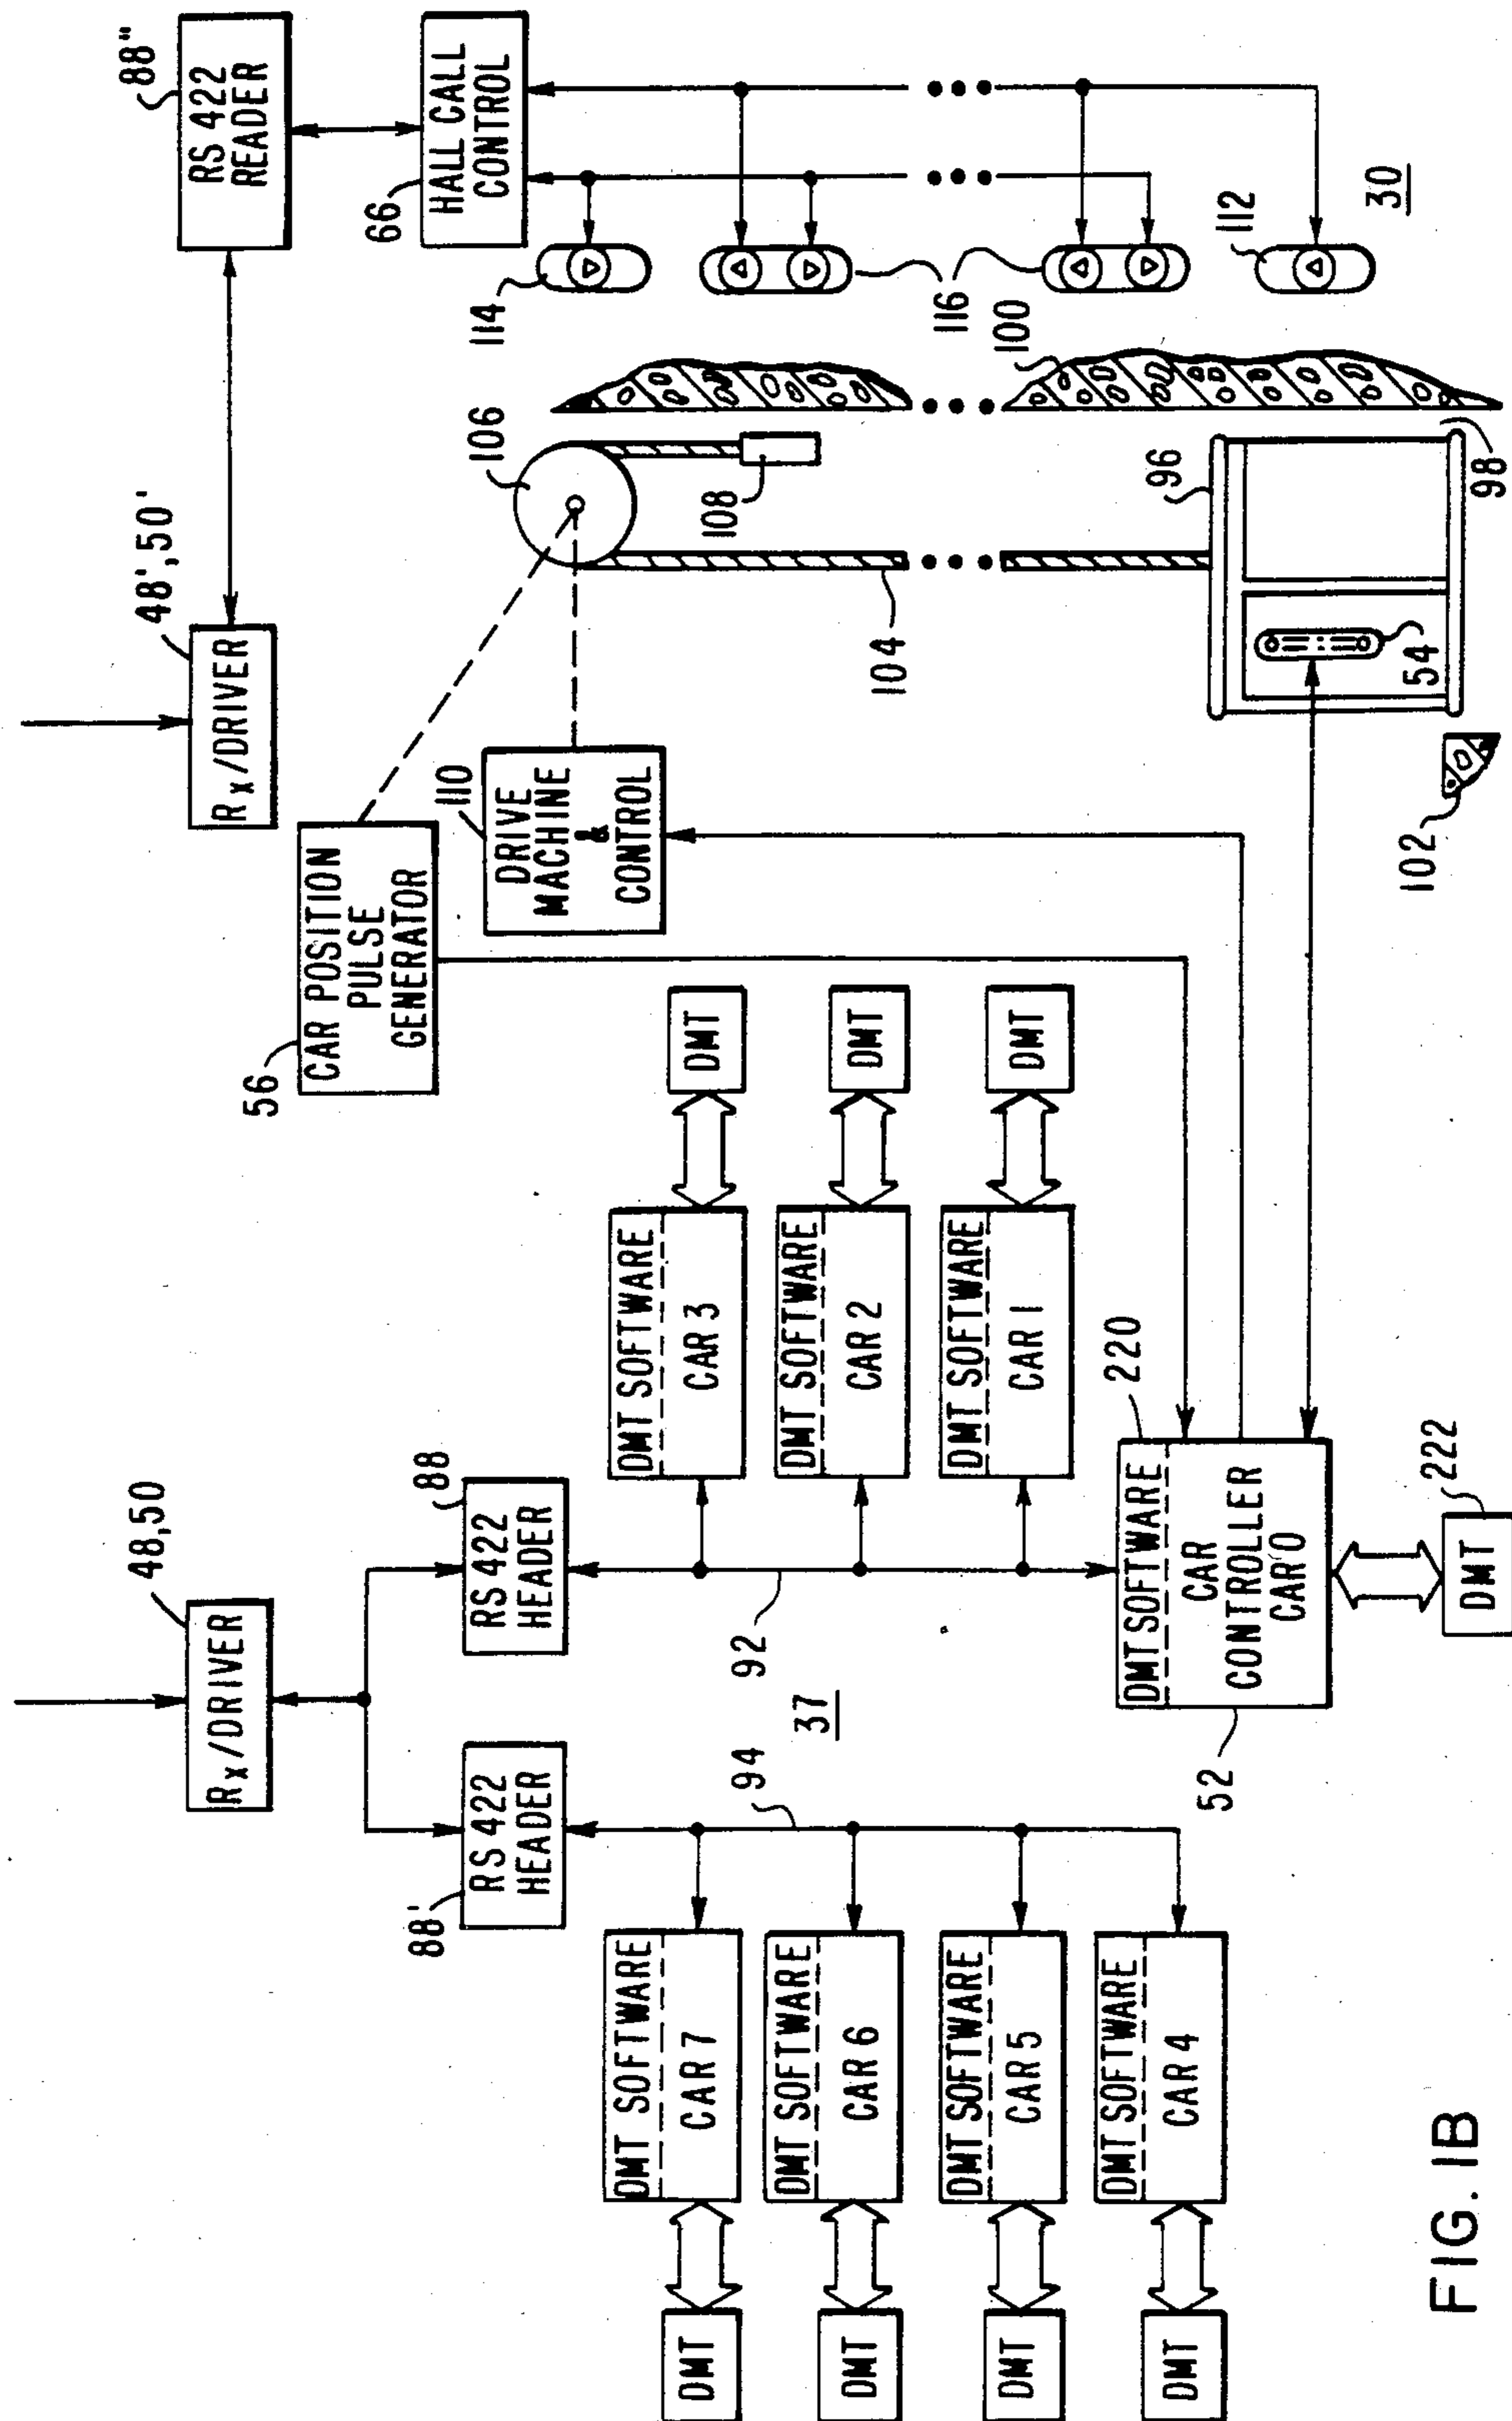 48,50
Rx/DRIVER
88'
RS 422
HEADER
88
RS 422
HEADER
94
92
37
DMT
DMT SOFTWARE
CAR 7
DMT
DMT SOFTWARE
CAR 6
DMT
DMT SOFTWARE
CAR 5
DMT
DMT SOFTWARE
CAR 4
DMT SOFTWARE
CAR 3
DMT
DMT SOFTWARE
CAR 2
DMT
DMT SOFTWARE
CAR 1
DMT
220
DMT SOFTWARE
CAR
CONTROLLER
CAR 0
52
222
DMT
56
CAR POSITION
PULSE
GENERATOR
110
DRIVE
MACHINE
&
CONTROL
48',50'
Rx/DRIVER
88"
RS 422
READER
66
HALL CALL
CONTROL
106
108
104
114
116
100
112
96
54
98
102
30
FIG. 1B